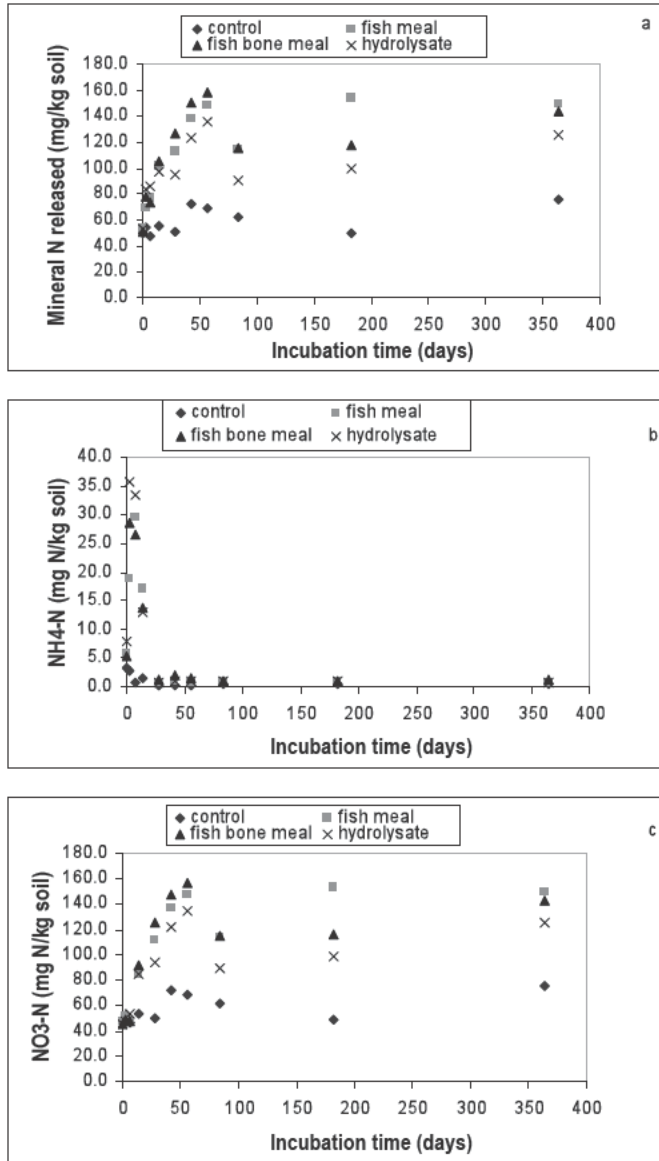 a
control fish meal
fish bone meal hydrolysate
180.0
160.0
140.0
120.0
100.0
80.0
60.0
40.0
20.0
0.0
Mineral N released (mg/kg soil)
0 50 100 150 200 250 300 350 400
Incubation time (days)
b
control fish meal
fish bone meal hydrolysate
40.0
35.0
30.0
25.0
20.0
15.0
10.0
5.0
0.0
NH4-N (mg N/kg soil)
0 50 100 150 200 250 300 350 400
Incubation time (days)
c
control fish meal
fish bone meal hydrolysate
180.0
160.0
140.0
120.0
100.0
80.0
60.0
40.0
20.0
0.0
NO3-N (mg N/kg soil)
0 50 100 150 200 250 300 350 400
Incubation time (days)